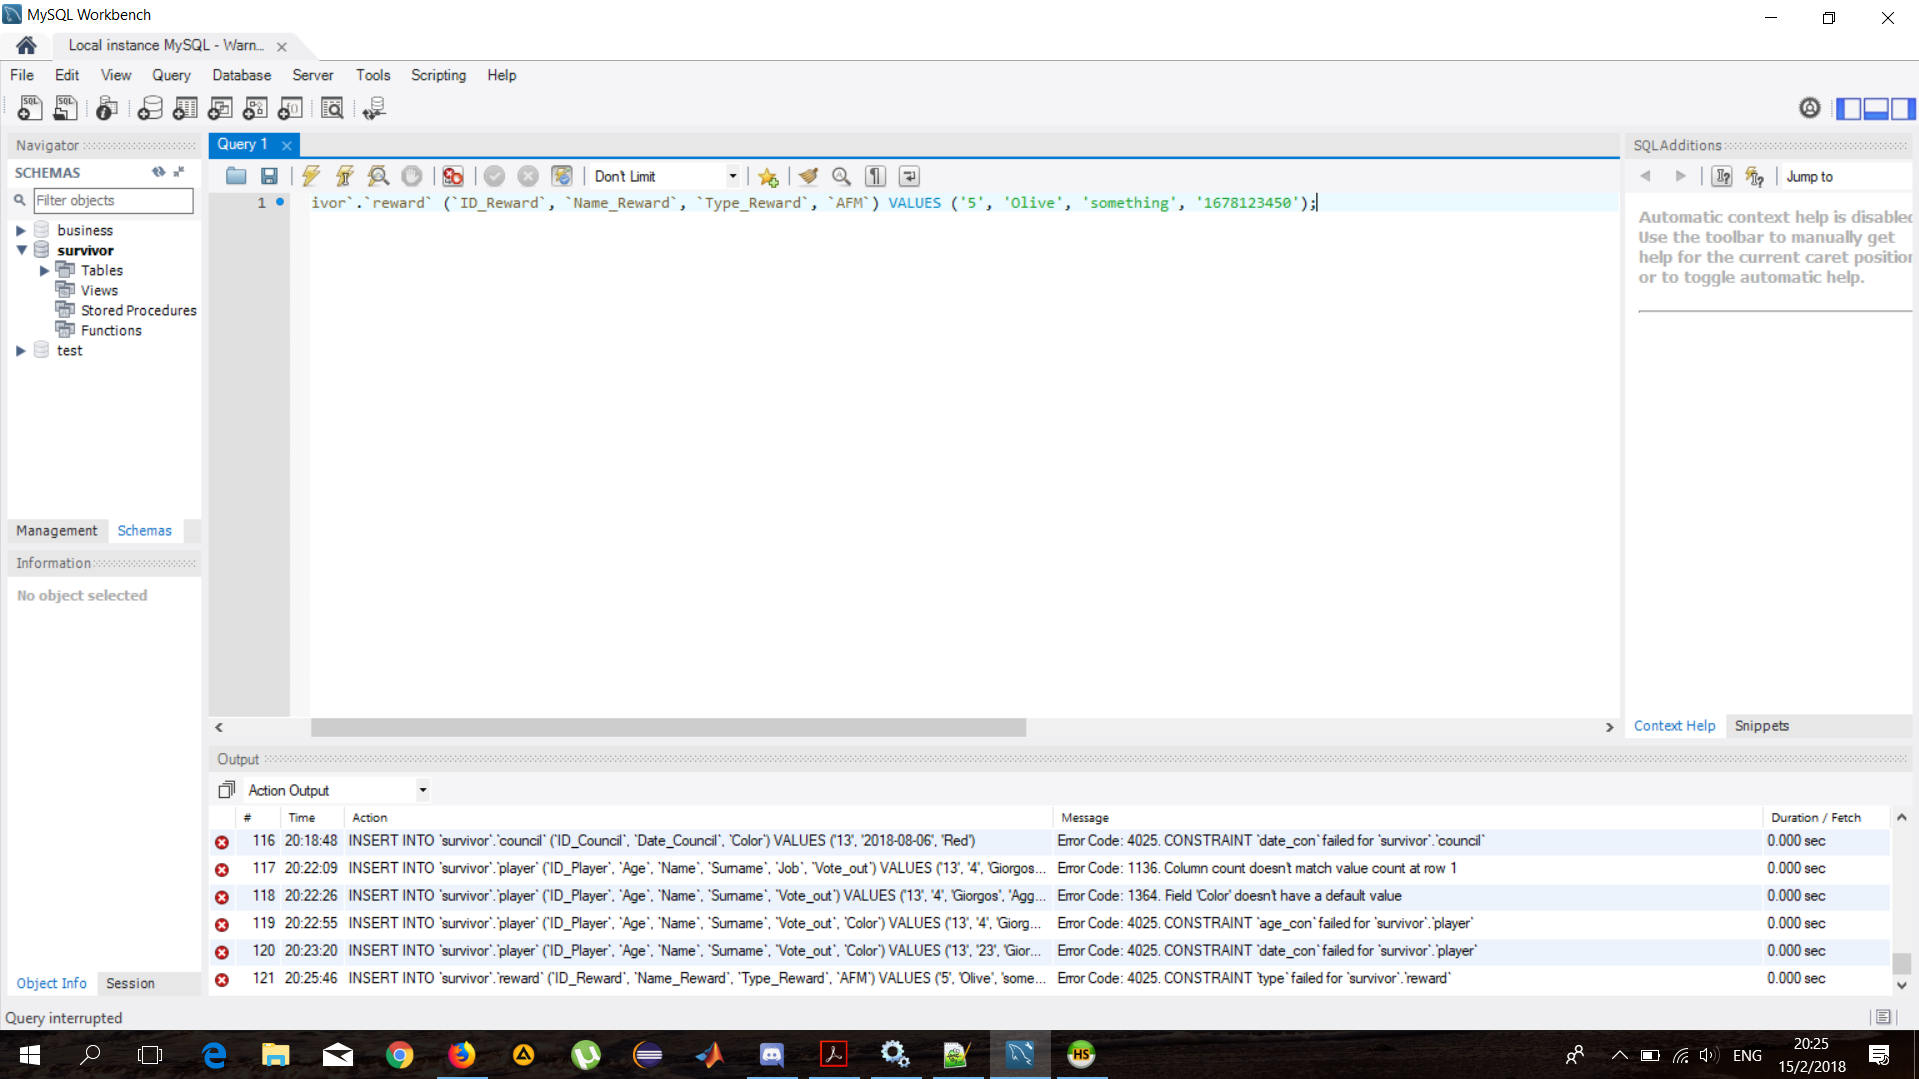 MySQL Workbench
Local instance MySQL - Warn...
File Edit View Query Database Server Tools Scripting Help
Navigator
SCHEMAS
Filter objects
business
survivor
Tables
Views
Stored Procedures
Functions
test
Management Schemas
Information
No object selected
Object Info Session
Query 1
Don't Limit
1 ivor`.`reward` (`ID_Reward`, `Name_Reward`, `Type_Reward`, `AFM`) VALUES ('5', 'Olive', 'something', '1678123450');
SQLAdditions
Jump to
Automatic context help is disabled
Use the toolbar to manually get
help for the current caret position
or to toggle automatic help.
Context Help Snippets
Output
Action Output
# Time Action Message Duration / Fetch
116 20:18:48 INSERT INTO `survivor`.`council` (`ID_Council`, `Date_Council`, `Color`) VALUES ('13', '2018-08-06', 'Red') Error Code: 4025. CONSTRAINT `date_con` failed for `survivor`.`council` 0.000 sec
117 20:22:09 INSERT INTO `survivor`.`player` (`ID_Player`, `Age`, `Name`, `Surname`, `Job`, `Vote_out`) VALUES ('13', '4', 'Giorgos... Error Code: 1136. Column count doesn't match value count at row 1 0.000 sec
118 20:22:26 INSERT INTO `survivor`.`player` (`ID_Player`, `Age`, `Name`, `Surname`, `Vote_out`) VALUES ('13', '4', 'Giorgos', 'Agg... Error Code: 1364. Field 'Color' doesn't have a default value 0.000 sec
119 20:22:55 INSERT INTO `survivor`.`player` (`ID_Player`, `Age`, `Name`, `Surname`, `Vote_out`, `Color`) VALUES ('13', '4', 'Giorg... Error Code: 4025. CONSTRAINT `age_con` failed for `survivor`.`player` 0.000 sec
120 20:23:20 INSERT INTO `survivor`.`player` (`ID_Player`, `Age`, `Name`, `Surname`, `Vote_out`, `Color`) VALUES ('13', '23', 'Gior... Error Code: 4025. CONSTRAINT `date_con` failed for `survivor`.`player` 0.000 sec
121 20:25:46 INSERT INTO `survivor`.`reward` (`ID_Reward`, `Name_Reward`, `Type_Reward`, `AFM`) VALUES ('5', 'Olive', 'some... Error Code: 4025. CONSTRAINT `type` failed for `survivor`.`reward` 0.000 sec
Query interrupted
HS
ENG
20:25
15/2/2018